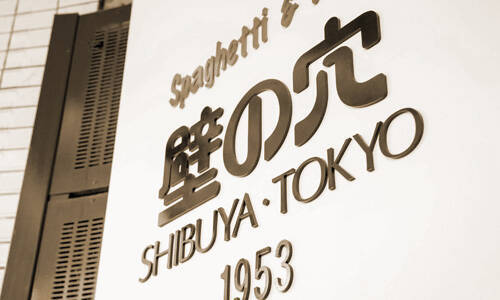 Spaghetti &
壁の穴
SHIBUYA・TOKYO
1953